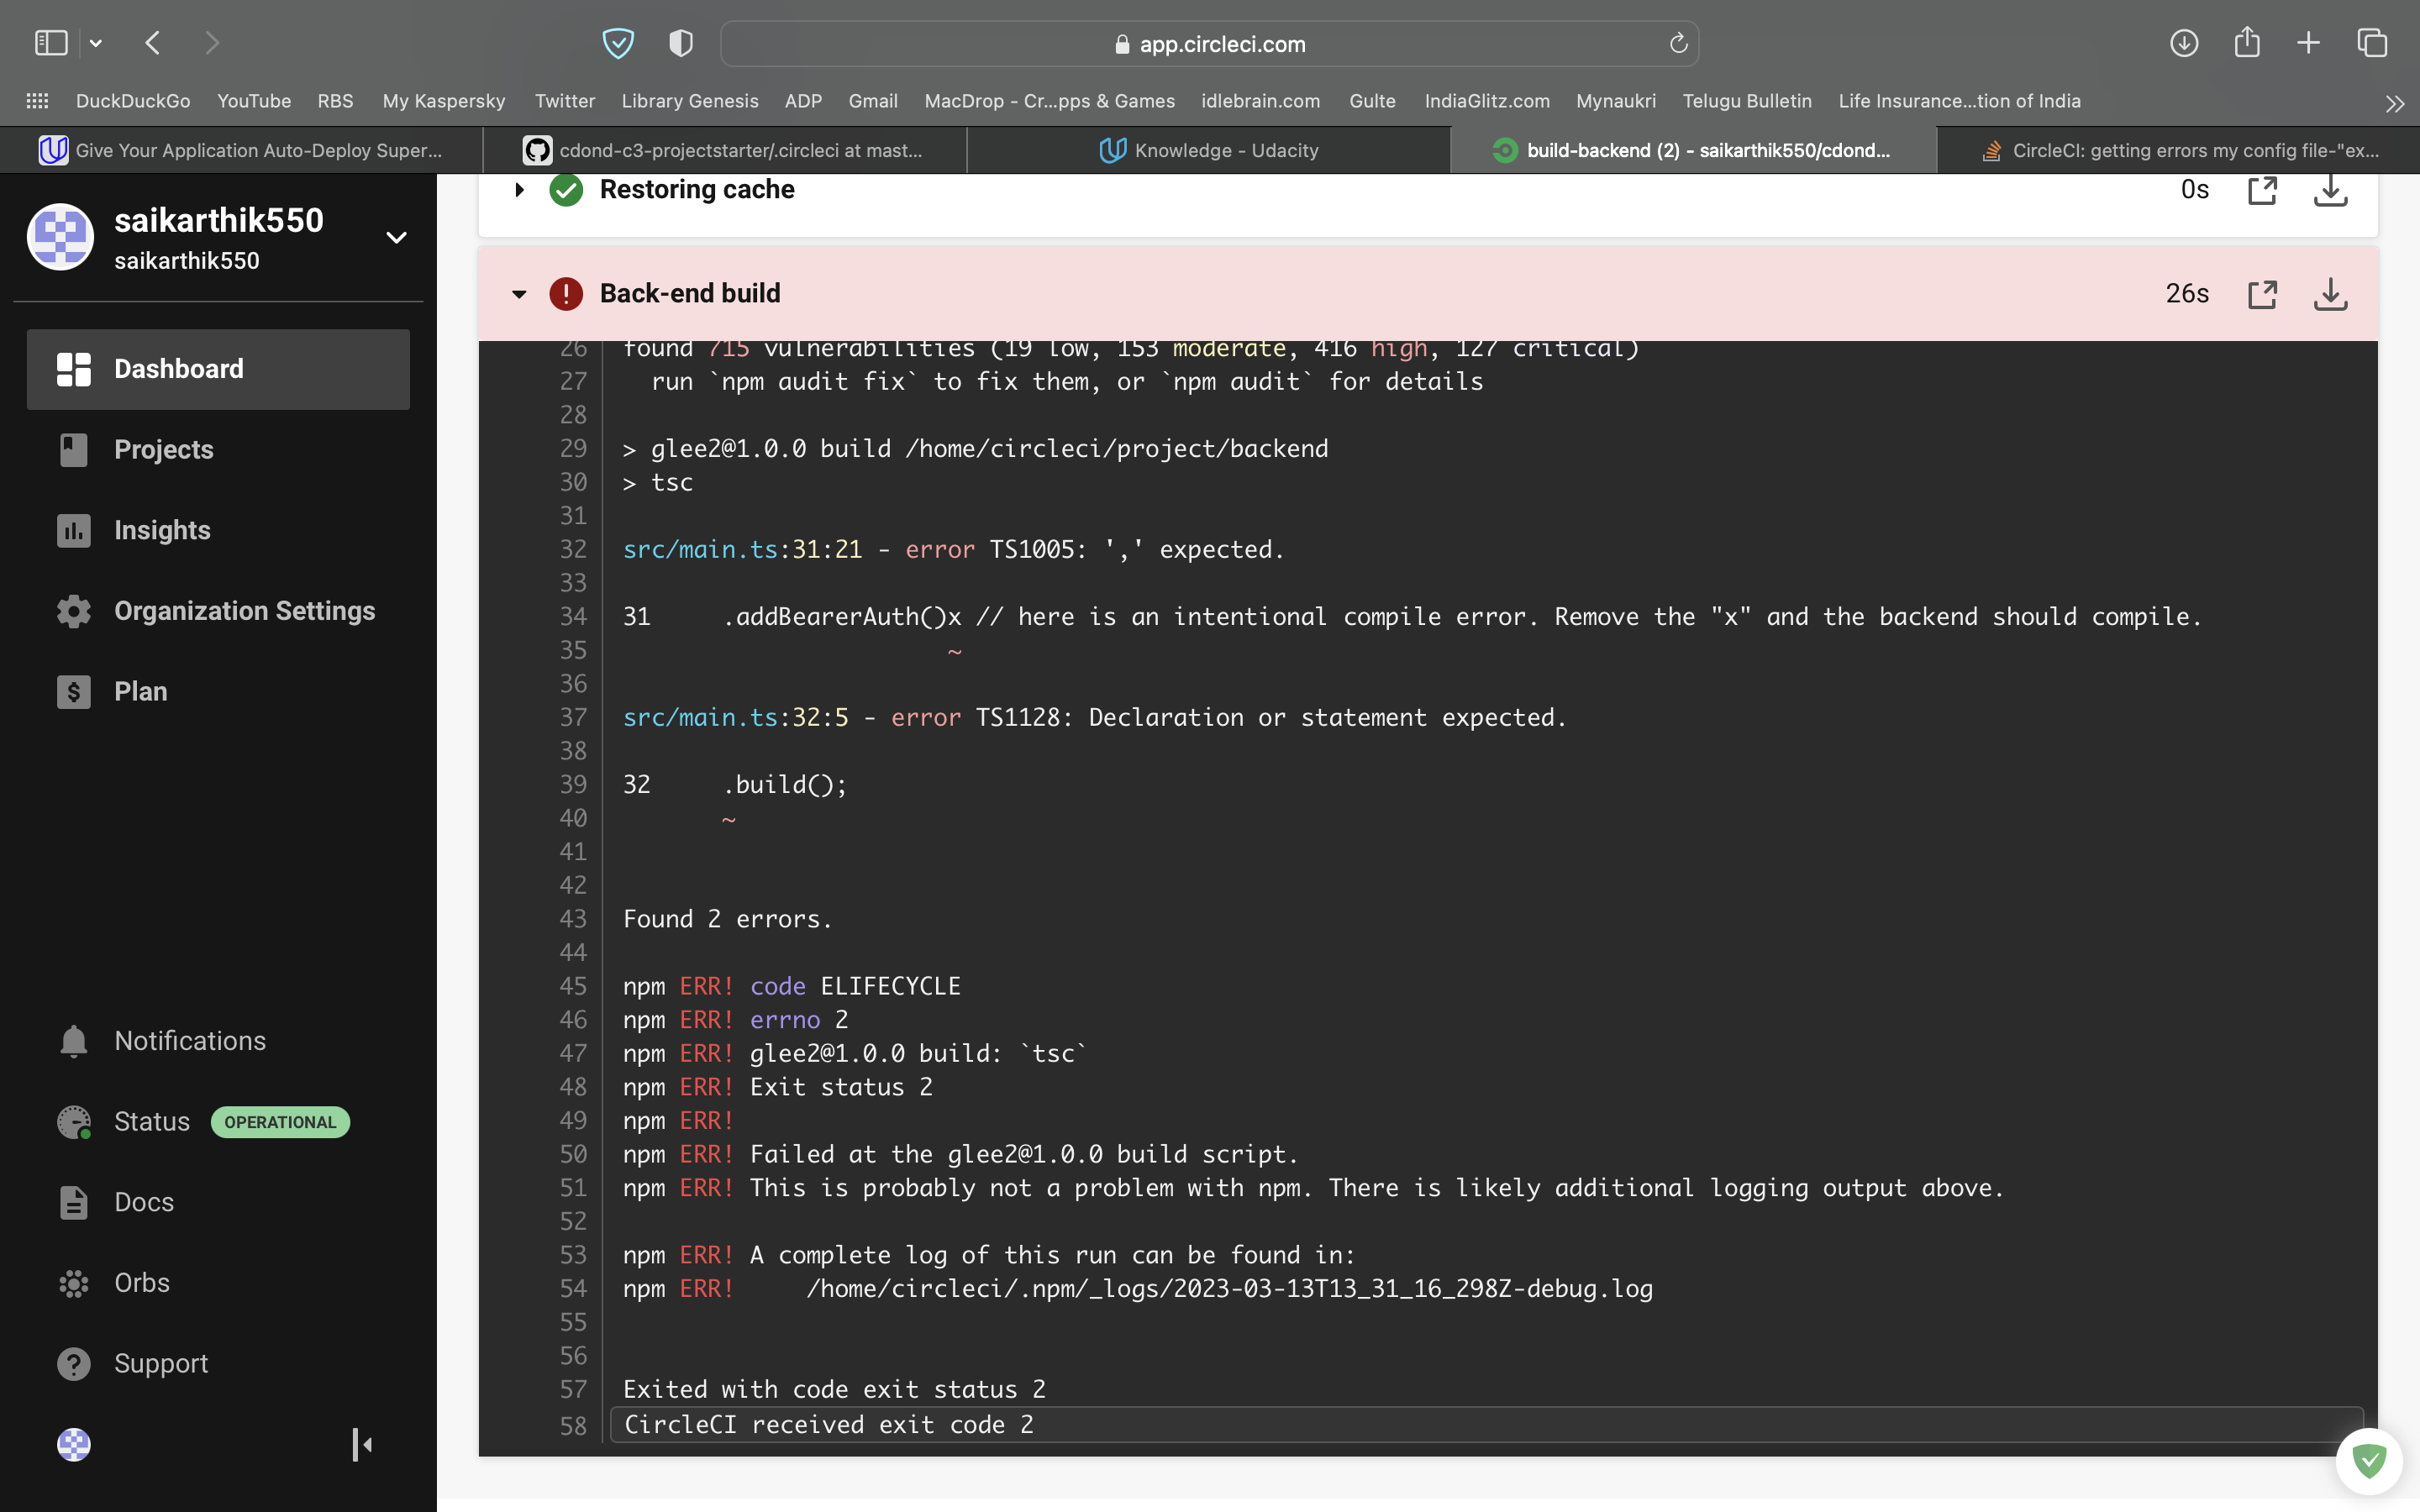 app.circleci.com
DuckDuckGo YouTube RBS My Kaspersky Twitter Library Genesis ADP Gmail MacDrop - Cr...pps & Games idlebrain.com Gulte IndiaGlitz.com Mynaukri Telugu Bulletin Life Insurance...tion of India
Give Your Application Auto-Deploy Super... cdond-c3-projectstarter/.circleci at mast... Knowledge - Udacity build-backend (2) - saikarthik550/cdond... CircleCI: getting errors my config file-"ex...
saikarthik550
saikarthik550
Dashboard
Projects
Insights
Organization Settings
Plan
Notifications
Status OPERATIONAL
Docs
Orbs
Support
Restoring cache 0s
Back-end build 26s
26 found 715 vulnerabilities (19 low, 153 moderate, 416 high, 127 critical)
27 run `npm audit fix` to fix them, or `npm audit` for details
28
29 > glee2@1.0.0 build /home/circleci/project/backend
30 > tsc
31
32 src/main.ts:31:21 - error TS1005: ',' expected.
33
34 31 .addBearerAuth()x // here is an intentional compile error. Remove the "x" and the backend should compile.
35 ~
36
37 src/main.ts:32:5 - error TS1128: Declaration or statement expected.
38
39 32 .build();
40 ~
41
42
43 Found 2 errors.
44
45 npm ERR! code ELIFECYCLE
46 npm ERR! errno 2
47 npm ERR! glee2@1.0.0 build: `tsc`
48 npm ERR! Exit status 2
49 npm ERR!
50 npm ERR! Failed at the glee2@1.0.0 build script.
51 npm ERR! This is probably not a problem with npm. There is likely additional logging output above.
52
53 npm ERR! A complete log of this run can be found in:
54 npm ERR! /home/circleci/.npm/_logs/2023-03-13T13_31_16_298Z-debug.log
55
56
57 Exited with code exit status 2
58 CircleCI received exit code 2